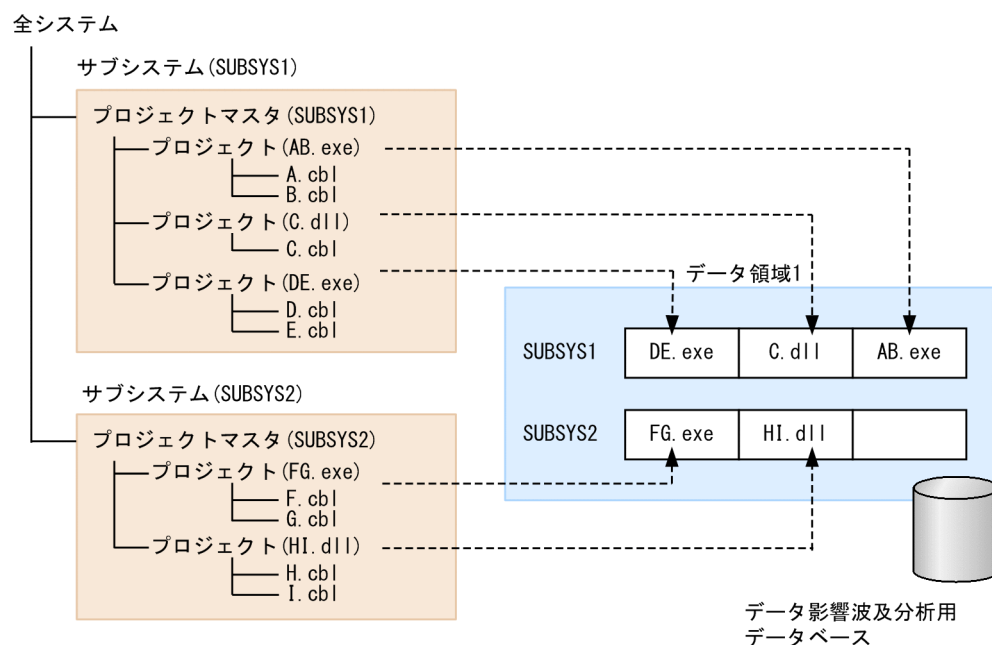 全システム
サブシステム(SUBSYS1)
プロジェクトマスタ(SUBSYS1)
プロジェクト(AB.exe)
A.cbl
B.cbl
プロジェクト(C.dll)
C.cbl
プロジェクト(DE.exe)
D.cbl
E.cbl
サブシステム(SUBSYS2)
プロジェクトマスタ(SUBSYS2)
プロジェクト(FG.exe)
F.cbl
G.cbl
プロジェクト(HI.dll)
H.cbl
I.cbl
データ領域1
SUBSYS1 DE.exe C.dll AB.exe
SUBSYS2 FG.exe HI.dll
データ影響波及分析用
データベース